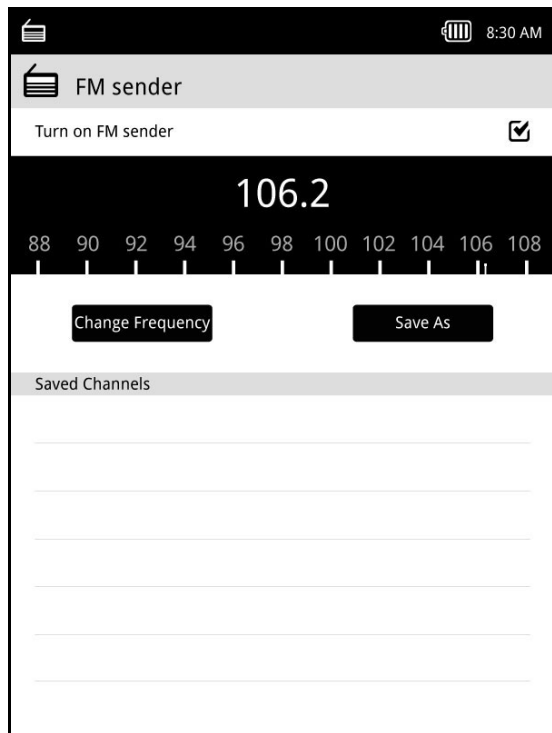 8:30 AM
FM sender
Turn on FM sender
106.2
88 90 92 94 96 98 100 102 104 106 108
Change Frequency Save As
Saved Channels